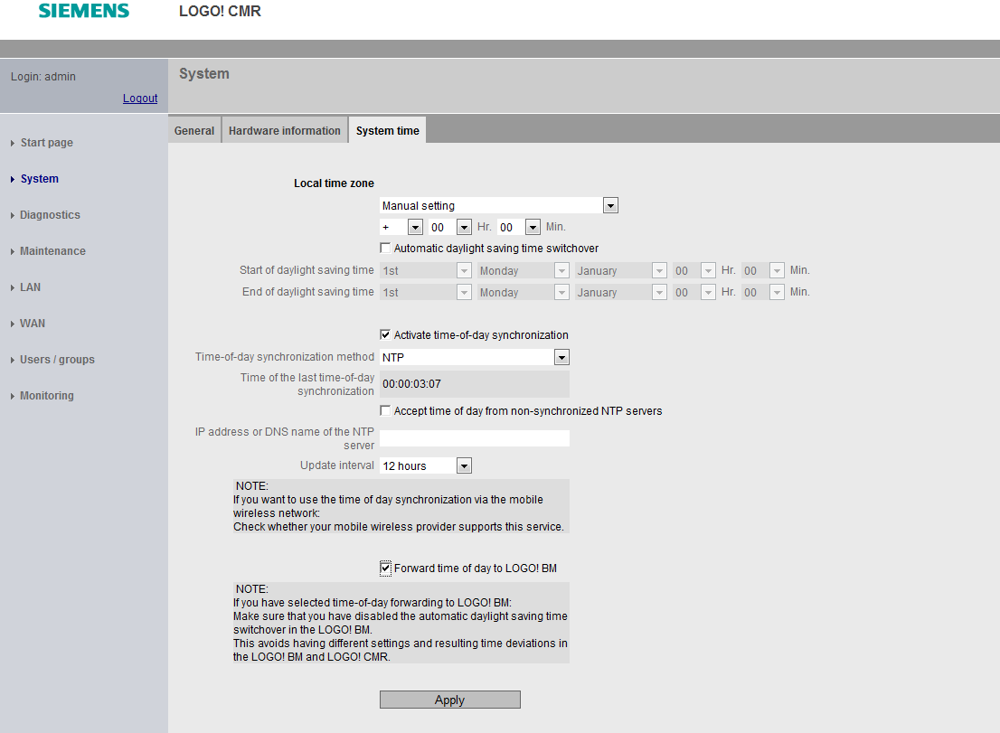 SIEMENS LOGO! CMR
Login: admin
Logout
System
General Hardware information System time
Start page
System
Diagnostics
Maintenance
LAN
WAN
Users / groups
Monitoring
Local time zone
Manual setting
+ 00 Hr. 00 Min.
Automatic daylight saving time switchover
Start of daylight saving time 1st Monday January 00 Hr. 00 Min.
End of daylight saving time 1st Monday January 00 Hr. 00 Min.
Activate time-of-day synchronization
Time-of-day synchronization method NTP
Time of the last time-of-day
synchronization
00:00:03:07
Accept time of day from non-synchronized NTP servers
IP address or DNS name of the NTP
server
Update interval 12 hours
NOTE:
If you want to use the time of day synchronization via the mobile
wireless network:
Check whether your mobile wireless provider supports this service.
Forward time of day to LOGO! BM
NOTE:
If you have selected time-of-day forwarding to LOGO! BM:
Make sure that you have disabled the automatic daylight saving time
switchover in the LOGO! BM.
This avoids having different settings and resulting time deviations in
the LOGO! BM and LOGO! CMR.
Apply